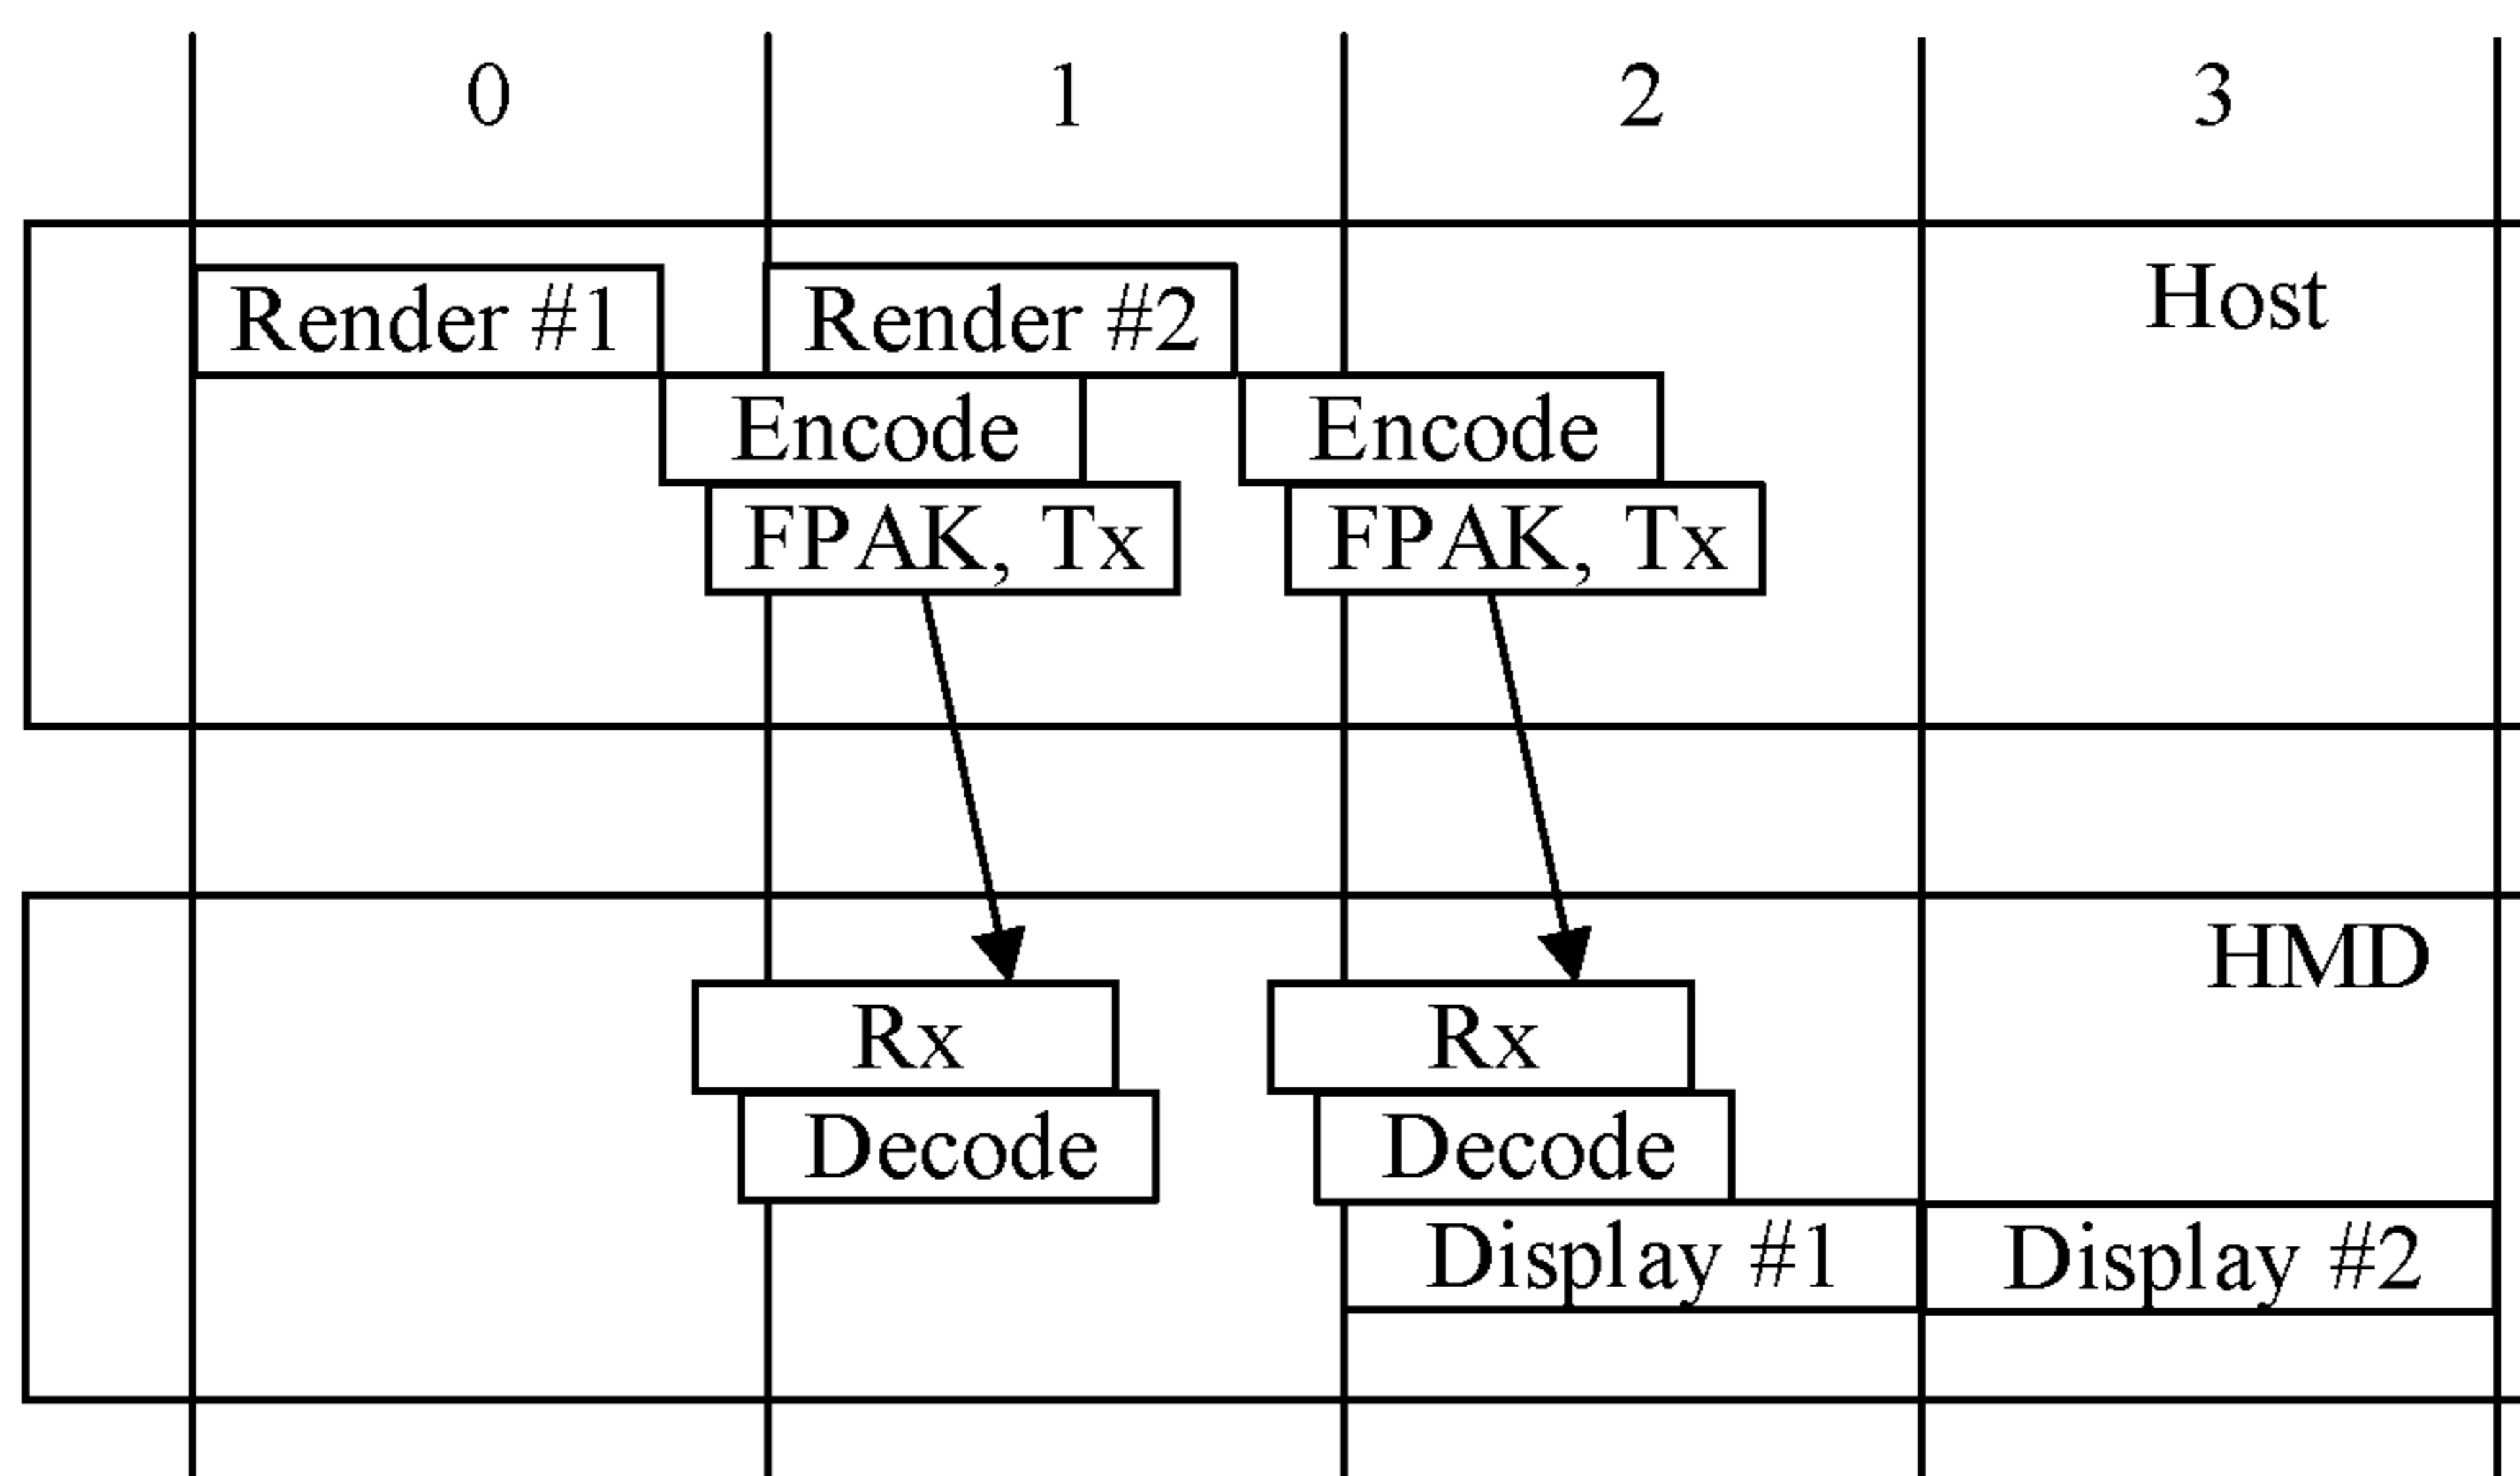 0 1 2 3
Host
Render #1 Render #2
Encode Encode
FPAK, Tx FPAK, Tx
HMD
Rx Rx
Decode Decode
Display #1 Display #2